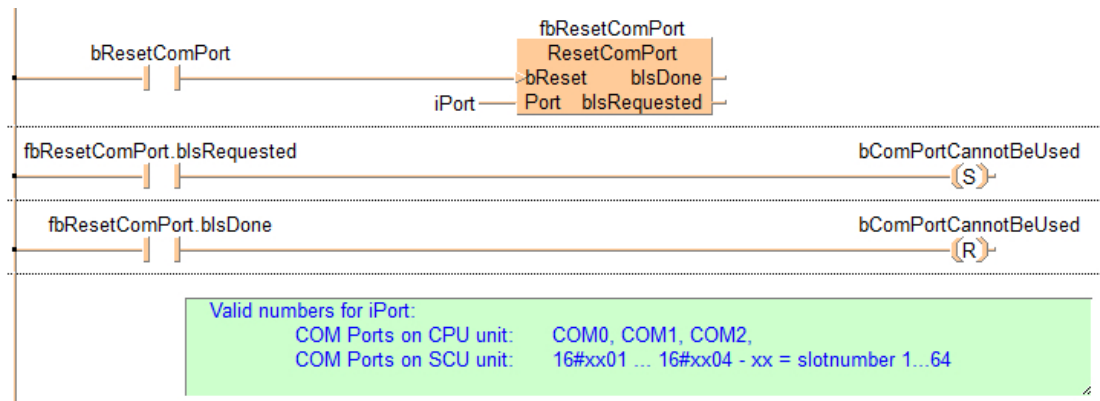 fbResetComPort
bResetComPort ResetComPort
bReset bIsDone
iPort Port bIsRequested
fbResetComPort.bIsRequested bComPortCannotBeUsed
S
fbResetComPort.bIsDone bComPortCannotBeUsed
R
Valid numbers for iPort:
COM Ports on CPU unit: COM0, COM1, COM2,
COM Ports on SCU unit: 16#xx01 ... 16#xx04 - xx = slotnumber 1...64